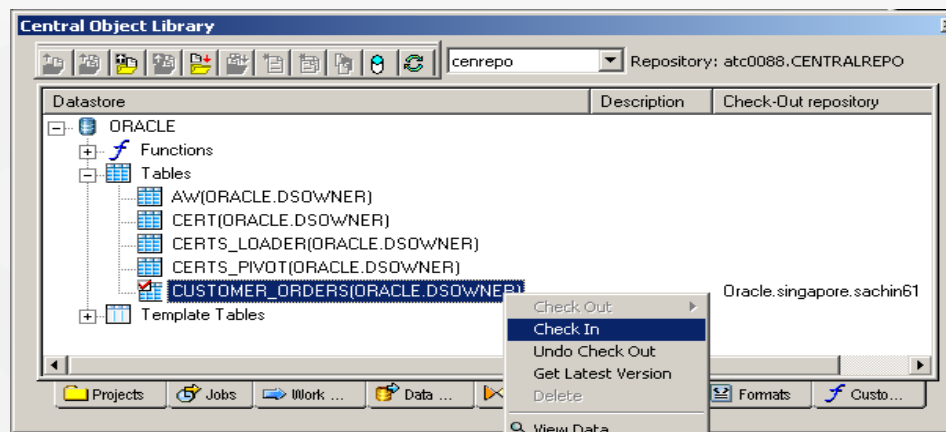 Central Object Library
cenrepo Repository: atc0088.CENTRALREPO
Datastore Description Check-Out repository
ORACLE
Functions
Tables
AW(ORACLE.DSOWNER)
CERT(ORACLE.DSOWNER)
CERTS_LOADER(ORACLE.DSOWNER)
CERTS_PIVOT(ORACLE.DSOWNER)
CUSTOMER_ORDERS(ORACLE.DSOWNER) Oracle.singapore.sachin61
Template Tables
Check Out
Check In
Undo Check Out
Get Latest Version
Delete
View Data
Projects Jobs Work ... Data ... Formats Custo...